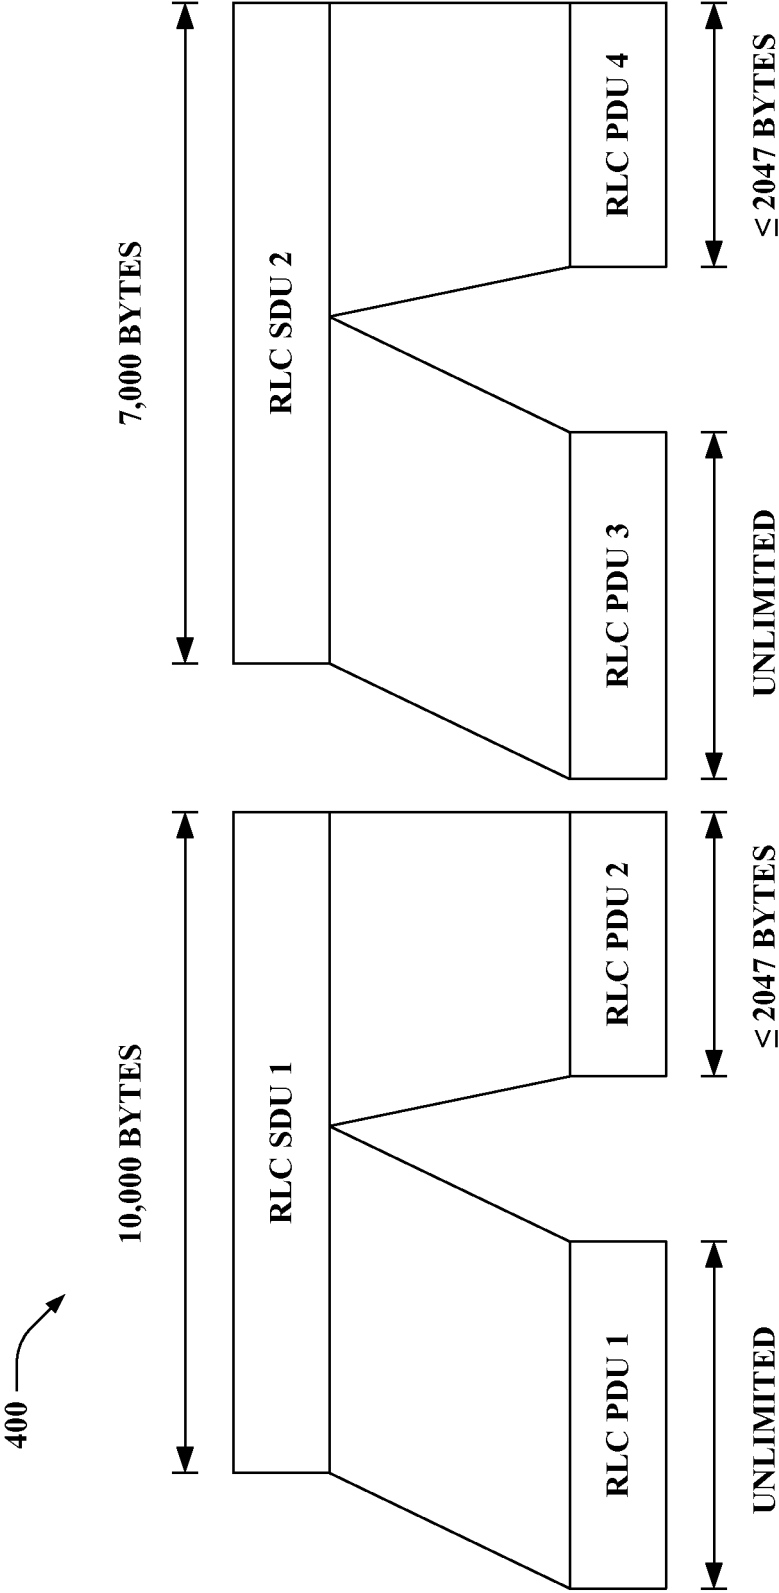 400
10,000 BYTES
7,000 BYTES
RLC SDU 1
RLC SDU 2
RLC PDU 1
RLC PDU 2
RLC PDU 3
RLC PDU 4
UNLIMITED
≤ 2047 BYTES
UNLIMITED
≤ 2047 BYTES